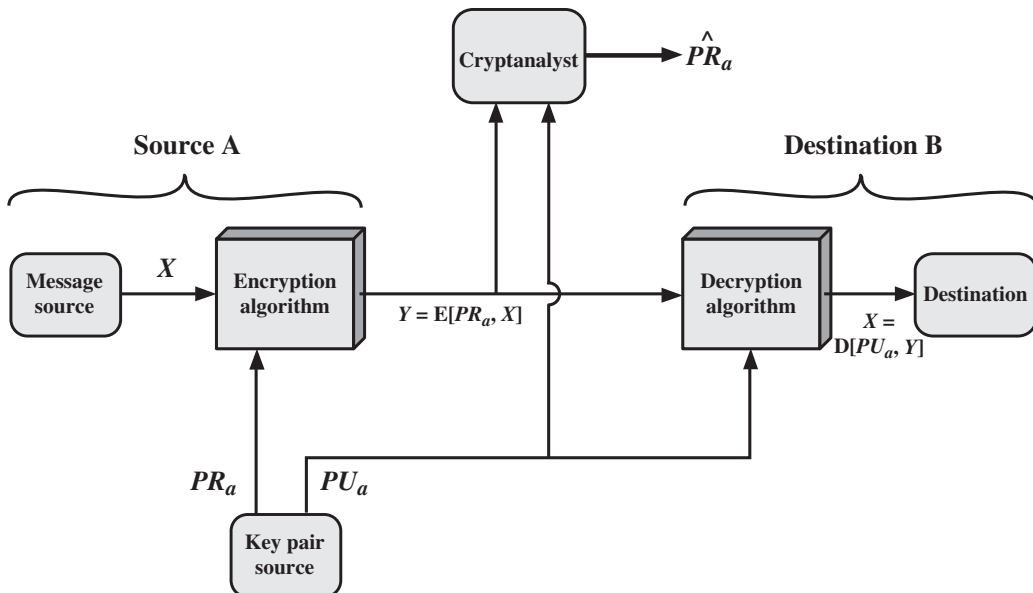 Cryptanalyst
P̂R_a
Source A
Destination B
Message
source
X
Encryption
algorithm
Y = E[PR_a, X]
Decryption
algorithm
X =
D[PU_a, Y]
Destination
PR_a
PU_a
Key pair
source